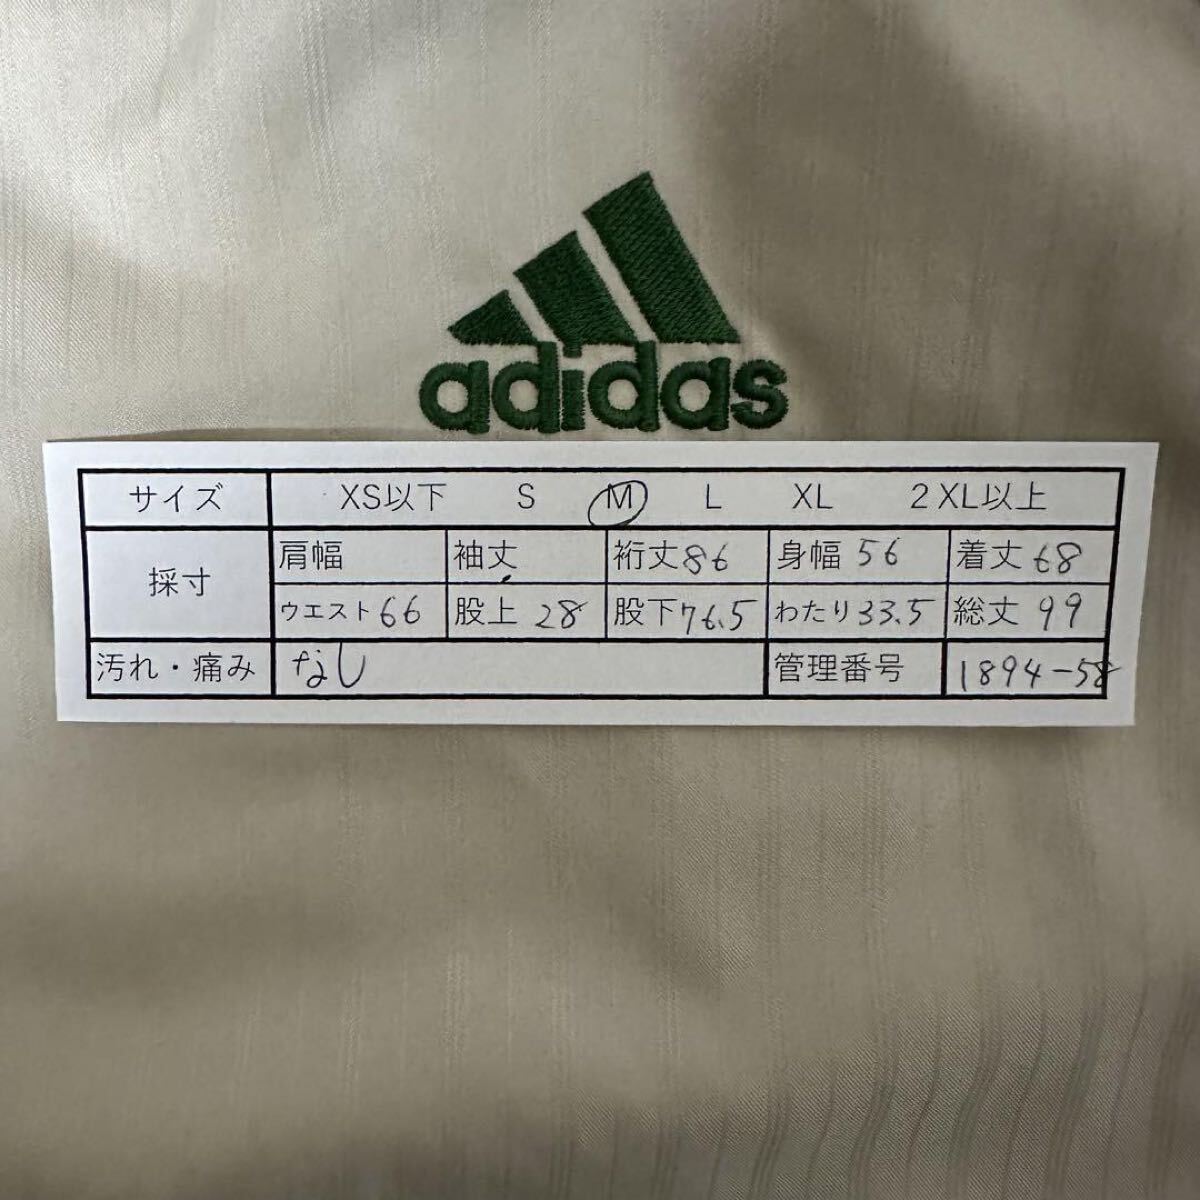 adidas
サイズ XS以下 S M L XL 2XL以上
採寸 肩幅 袖丈 裄丈86 身幅56 着丈68
ウエスト66 股上28 股下76.5 わたり33.5 総丈99
汚れ・痛み なし 管理番号 1894-58